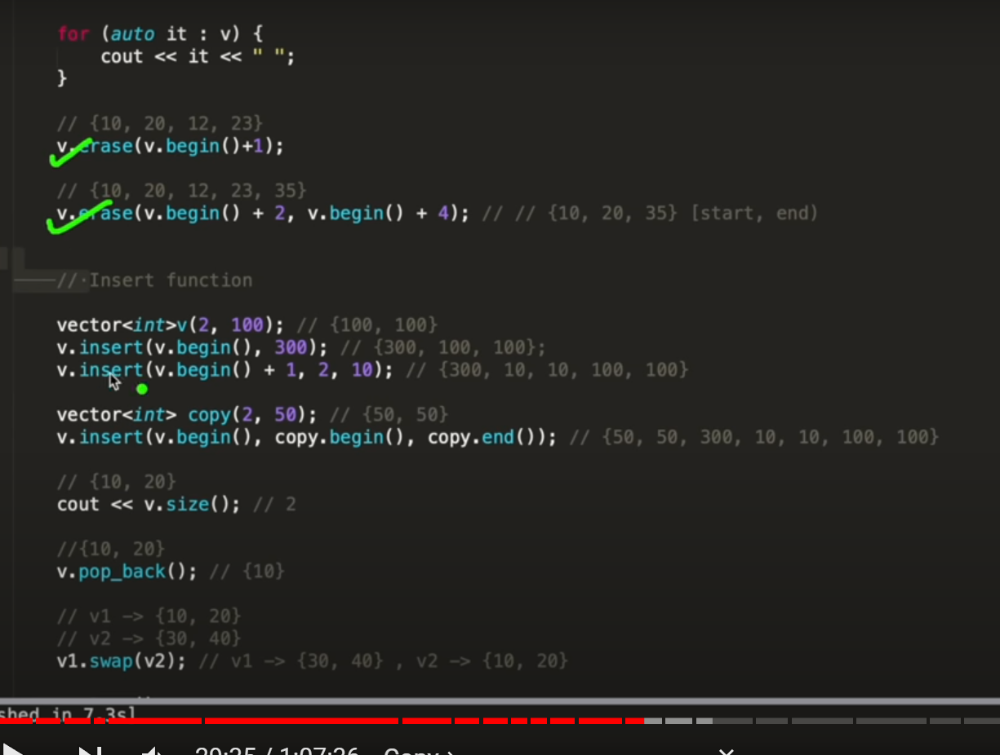 for (auto it : v) {
cout << it << " ";
}
// {10, 20, 12, 23}
v.erase(v.begin()+1);
// {10, 20, 12, 23, 35}
v.erase(v.begin() + 2, v.begin() + 4); // // {10, 20, 35} [start, end)
//·Insert function
vector<int>v(2, 100); // {100, 100}
v.insert(v.begin(), 300); // {300, 100, 100};
v.insert(v.begin() + 1, 2, 10); // {300, 10, 10, 100, 100}
vector<int> copy(2, 50); // {50, 50}
v.insert(v.begin(), copy.begin(), copy.end()); // {50, 50, 300, 10, 10, 100, 100}
// {10, 20}
cout << v.size(); // 2
//{10, 20}
v.pop_back(); // {10}
// v1 -> {10, 20}
// v2 -> {30, 40}
v1.swap(v2); // v1 -> {30, 40} , v2 -> {10, 20}
shed in 7.3s]
/ 1:07:26